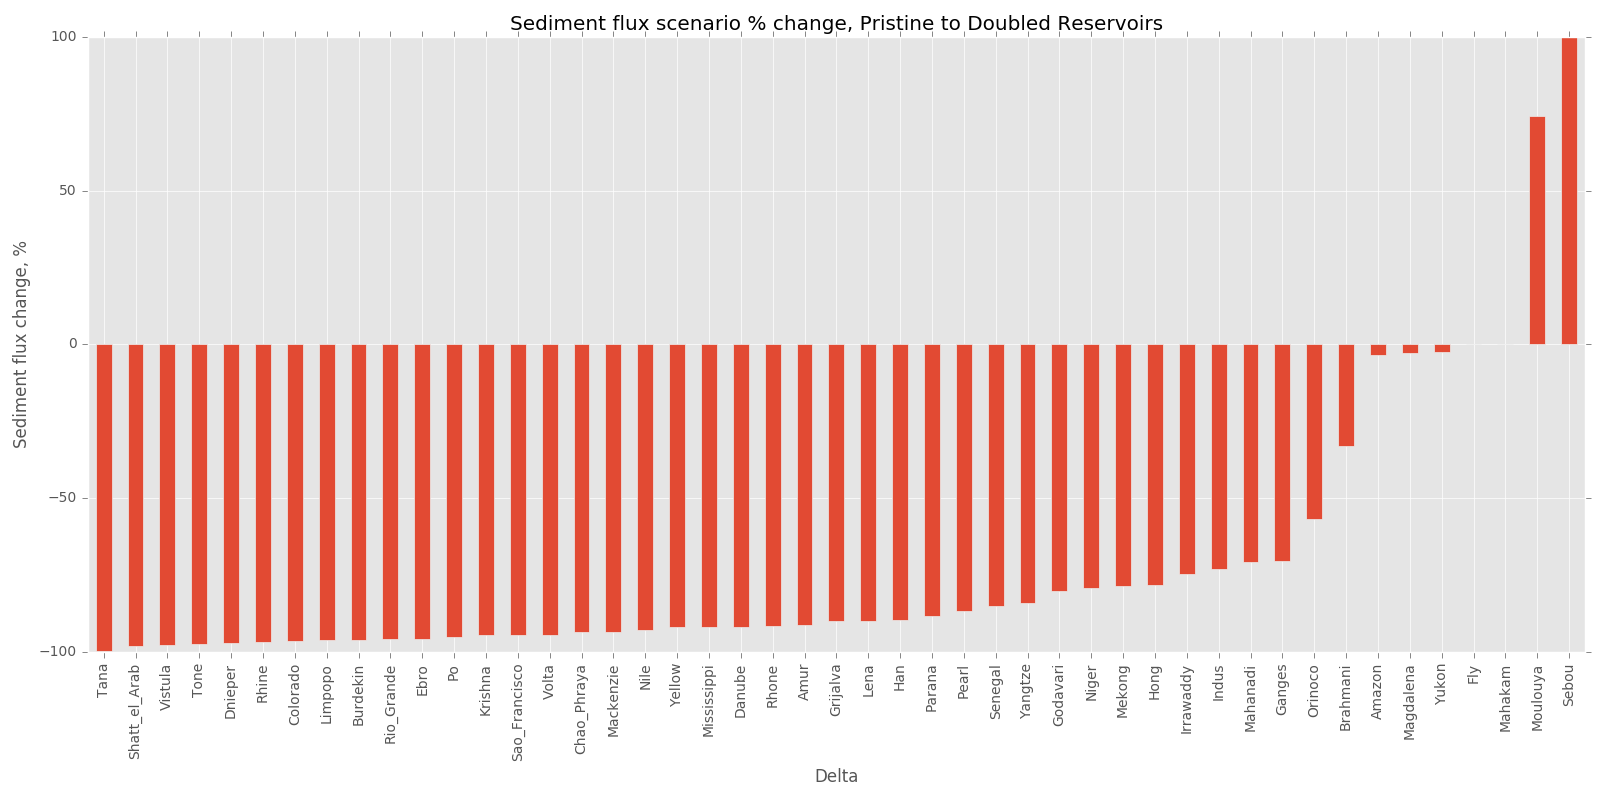 Sediment flux scenario % change, Pristine to Doubled Reservoirs
Sediment flux change, %
100
50
0
−50
−100
Tana
Shatt_el_Arab
Vistula
Tone
Dnieper
Rhine
Colorado
Limpopo
Burdekin
Rio_Grande
Ebro
Po
Krishna
Sao_Francisco
Volta
Chao_Phraya
Mackenzie
Nile
Yellow
Mississippi
Danube
Rhone
Amur
Grijalva
Lena
Han
Parana
Pearl
Senegal
Yangtze
Godavari
Niger
Mekong
Hong
Irrawaddy
Indus
Mahanadi
Ganges
Orinoco
Brahmani
Amazon
Magdalena
Yukon
Fly
Mahakam
Moulouya
Sebou
Delta